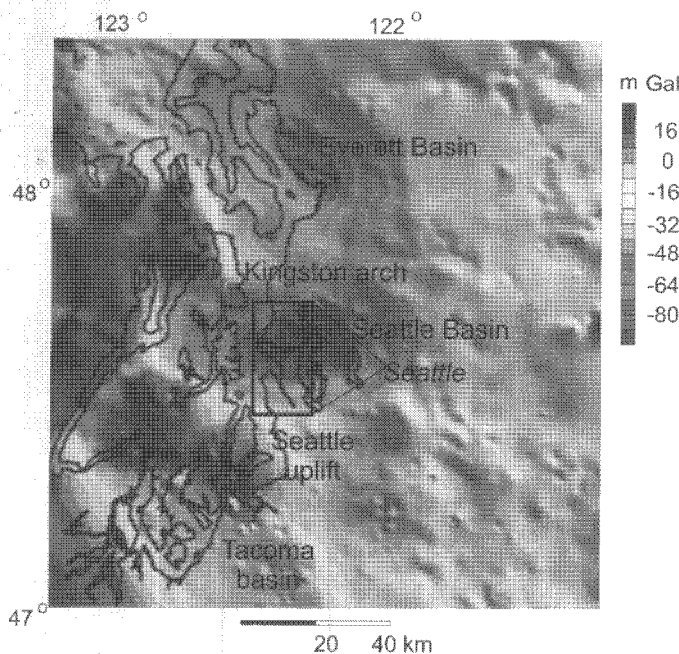 123 °
122 °
m Gal
16
0
-16
-32
-48
-64
-80
Everett Basin
48 °
Kingston arch
Seattle Basin
Seattle
Seattle
uplift
Tacoma
basin
47 °
20
40 km